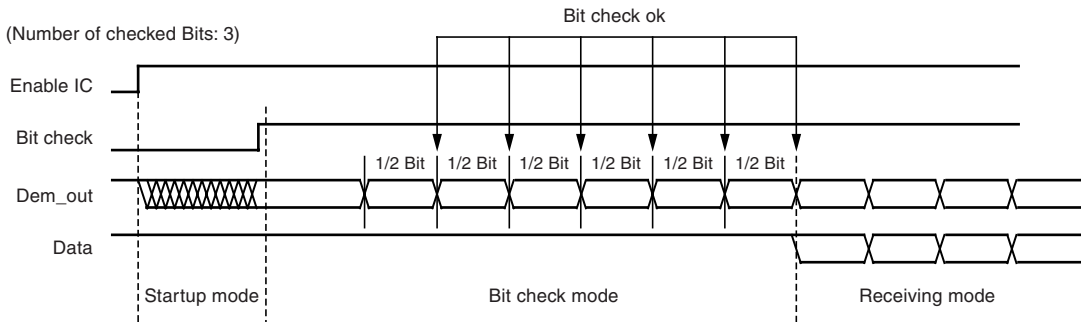 Bit check ok
(Number of checked Bits: 3)
Enable IC
Bit check
1/2 Bit 1/2 Bit 1/2 Bit 1/2 Bit 1/2 Bit 1/2 Bit
Dem_out
Data
Startup mode Bit check mode Receiving mode